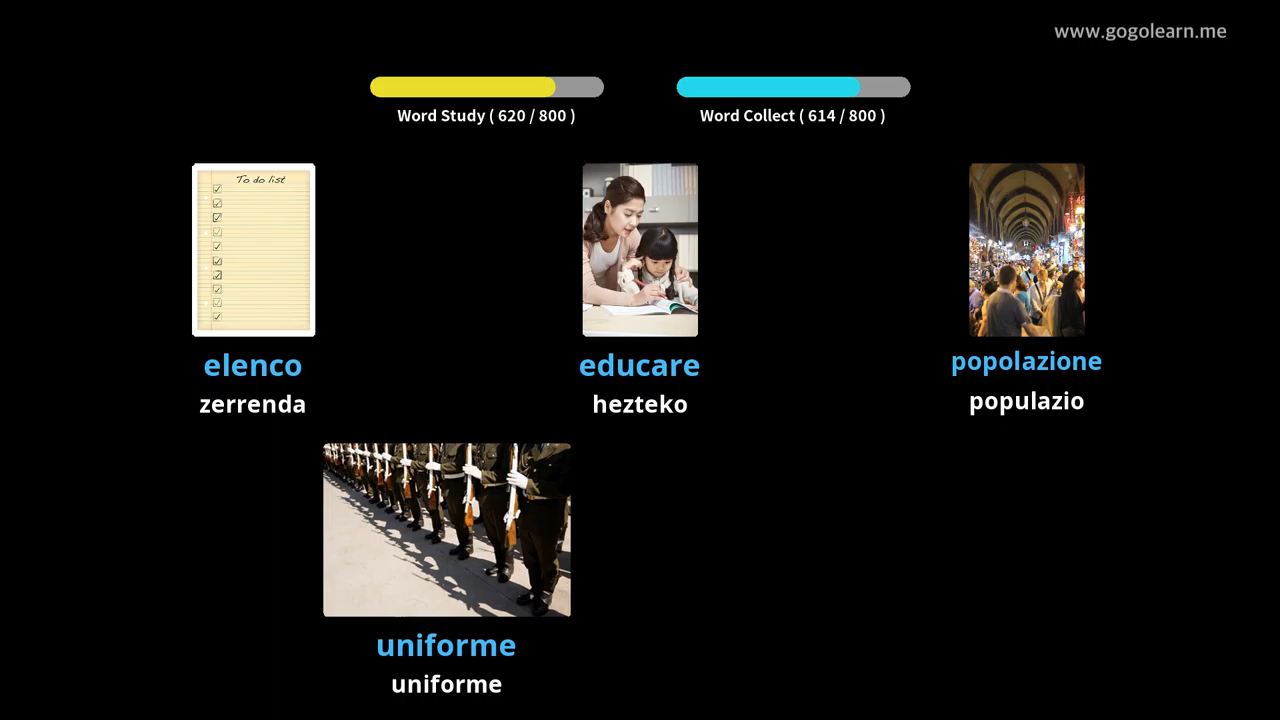 www.gogolearn.me
Word Study ( 620 / 800 )
Word Collect ( 614 / 800 )
To do list
elenco
zerrenda
educare
hezteko
popolazione
populazio
uniforme
uniforme